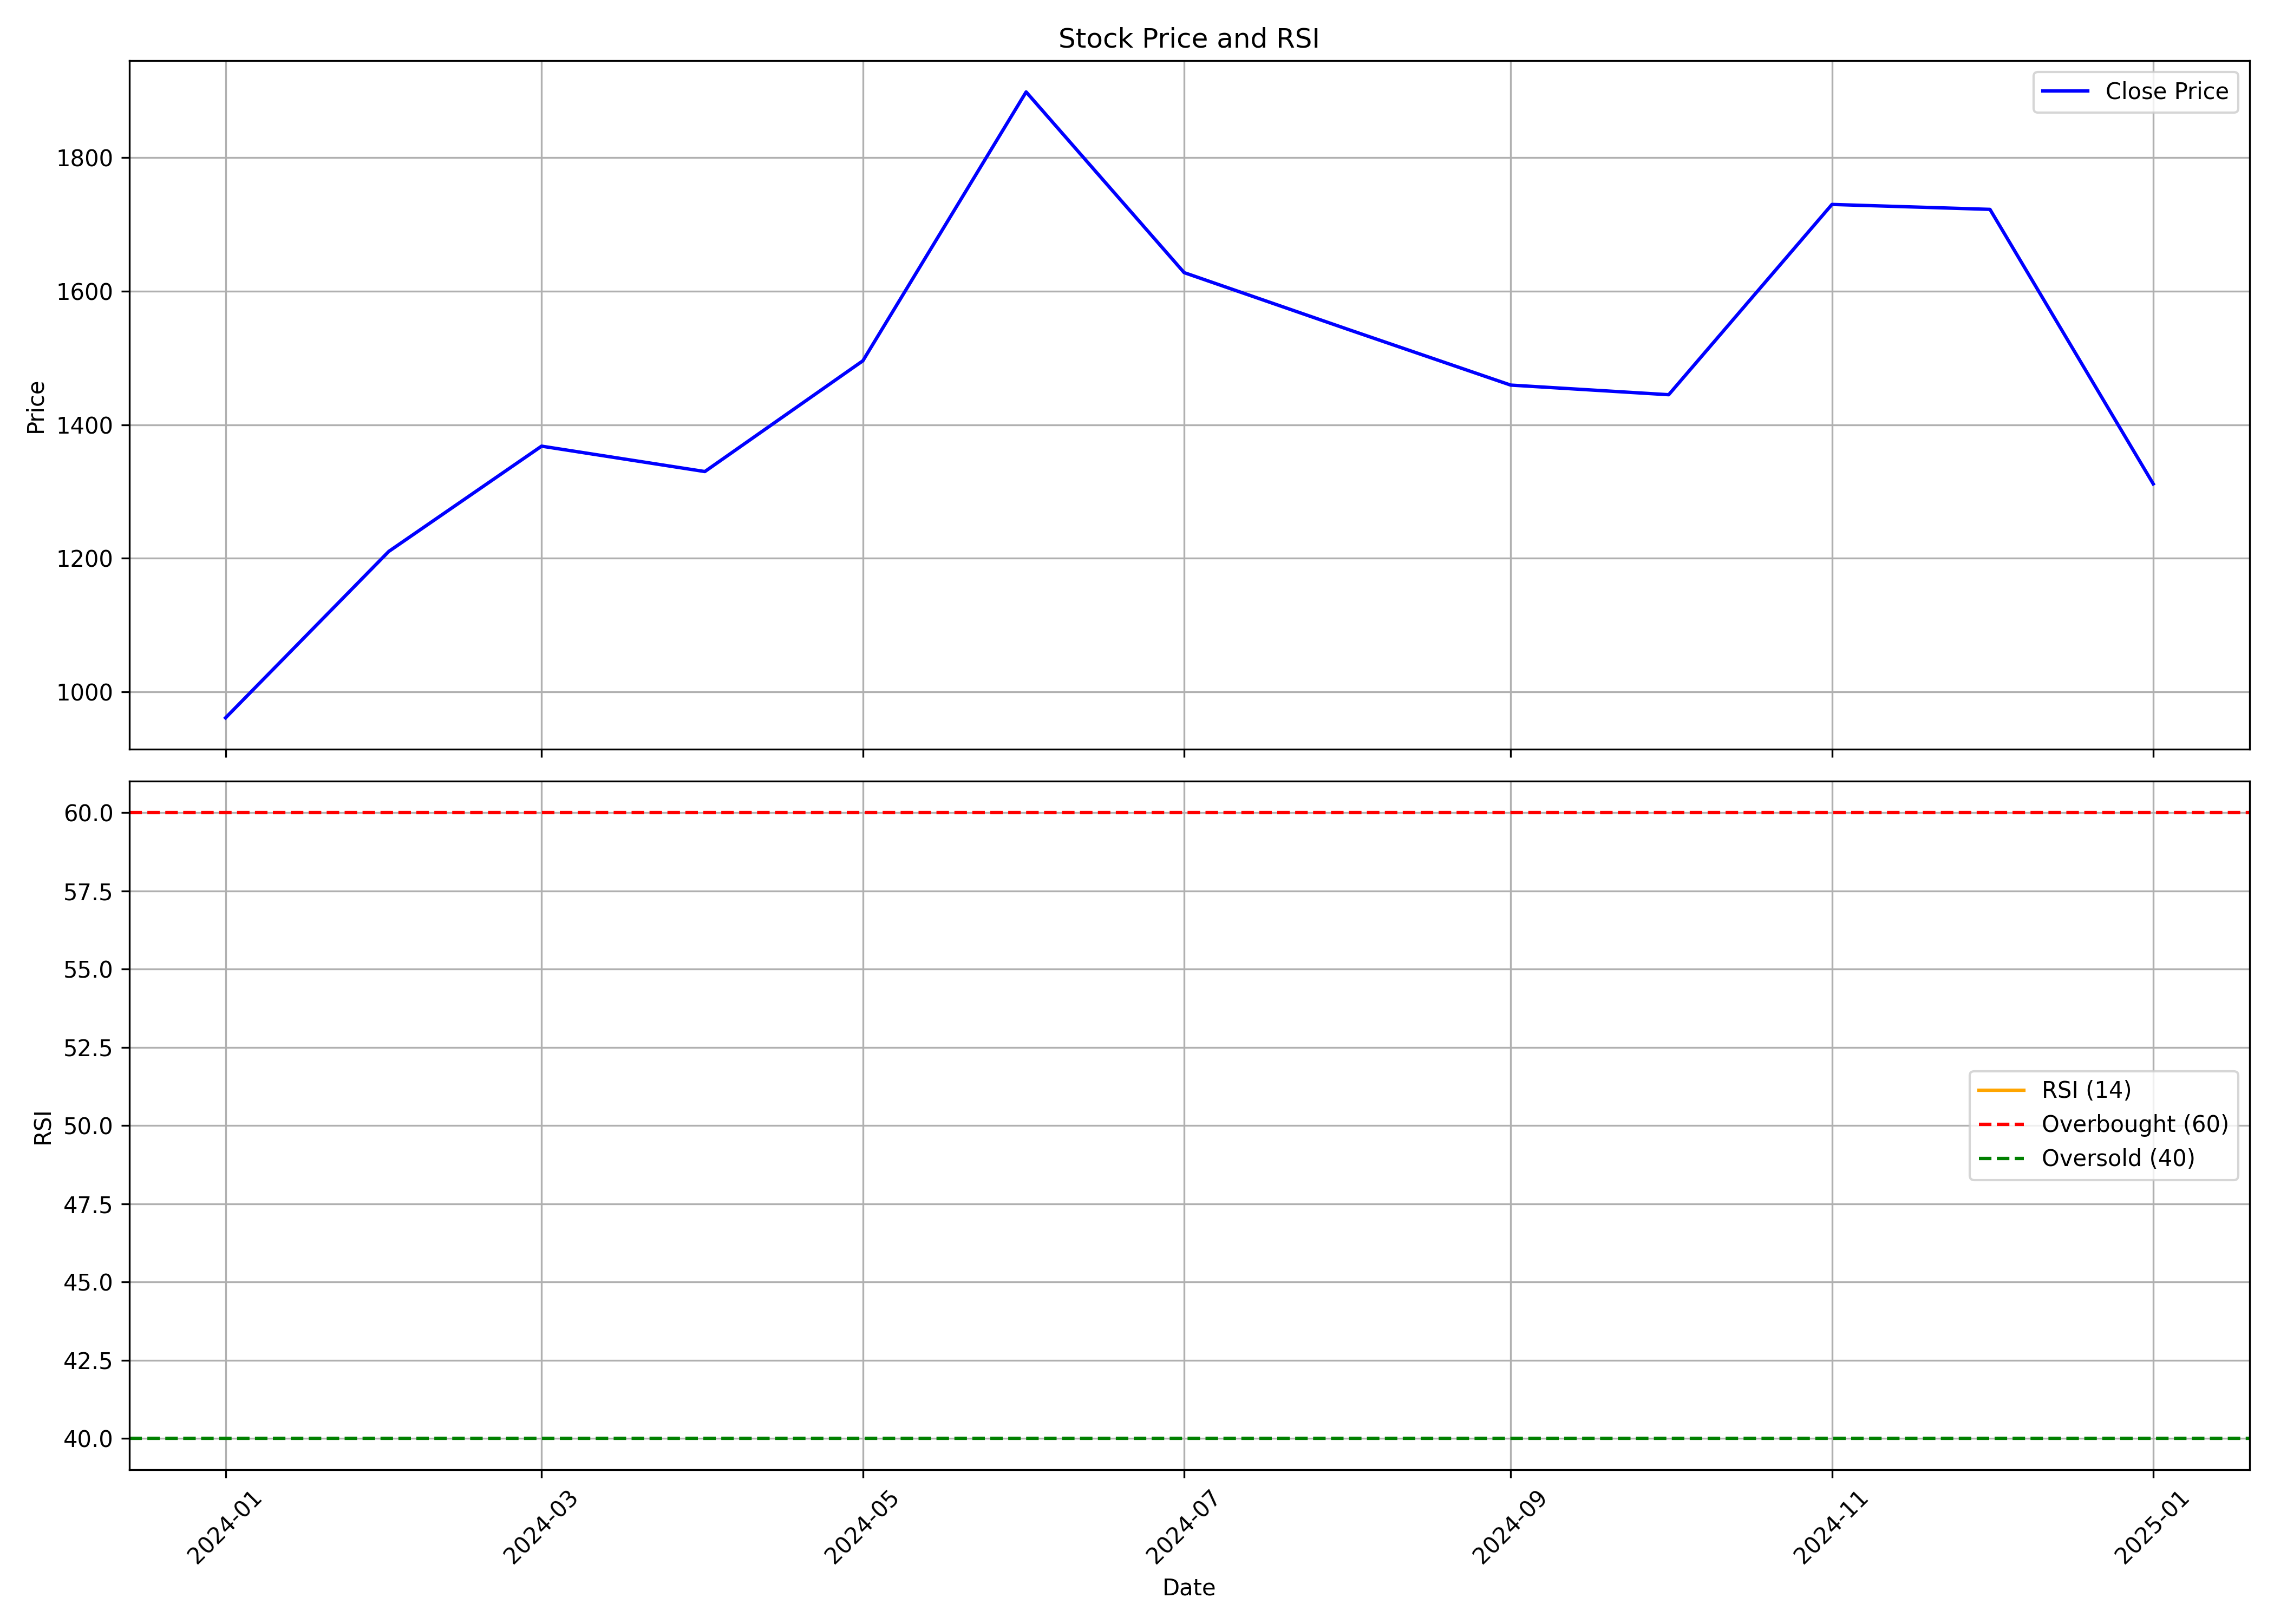 Stock Price and RSI
Close Price
Price
1800
1600
1400
1200
1000
RSI
60.0
57.5
55.0
52.5
50.0
47.5
45.0
42.5
40.0
RSI (14)
Overbought (60)
Oversold (40)
2024-01
2024-03
2024-05
2024-07
2024-09
2024-11
2025-01
Date